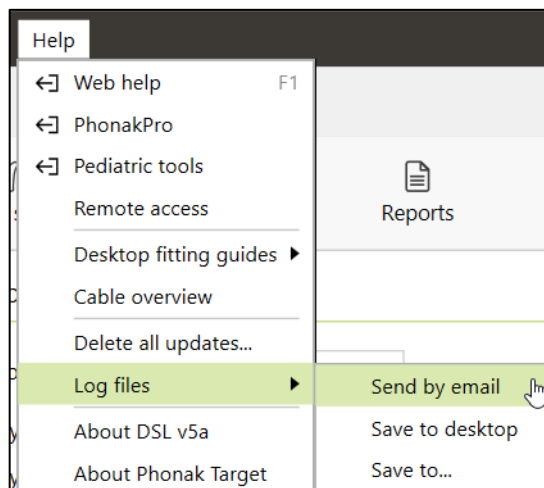 Help
Web help F1
PhonakPro
Pediatric tools
Remote access
Reports
Desktop fitting guides
Cable overview
Delete all updates...
Log files
Send by email
About DSL v5a
Save to desktop
About Phonak Target
Save to...